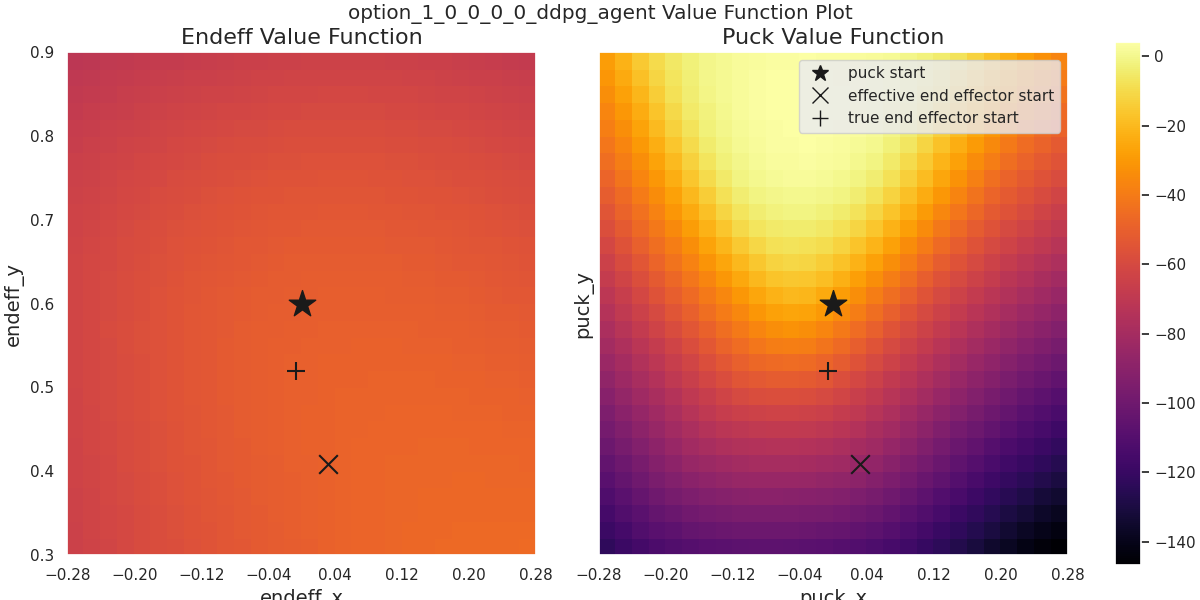 option_1_0_0_0_0_ddpg_agent Value Function Plot
Endeff Value Function
Puck Value Function
puck start
effective end effector start
true end effector start
endeff_y
0.9
0.8
0.7
0.6
0.5
0.4
0.3
−0.28 −0.20 −0.12 −0.04 0.04 0.12 0.20 0.28
endeff_x
puck_y
−0.28 −0.20 −0.12 −0.04 0.04 0.12 0.20 0.28
puck_x
0
−20
−40
−60
−80
−100
−120
−140